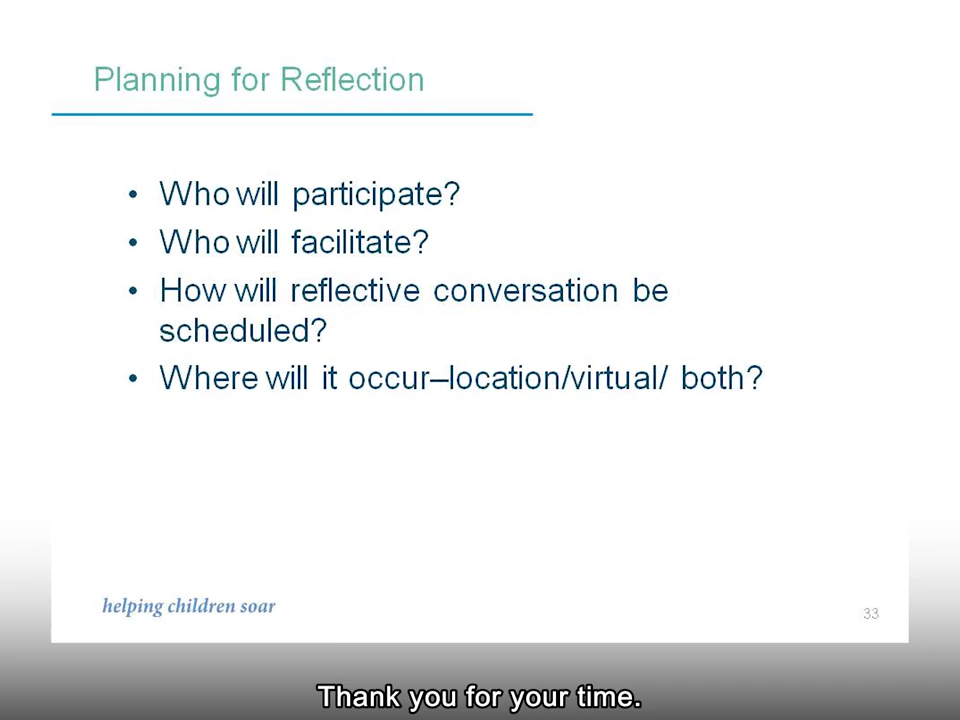 Planning for Reflection
• Who will participate?
• Who will facilitate?
• How will reflective conversation be
scheduled?
• Where will it occur–location/virtual/ both?
helping children soar
33
Thank you for your time.